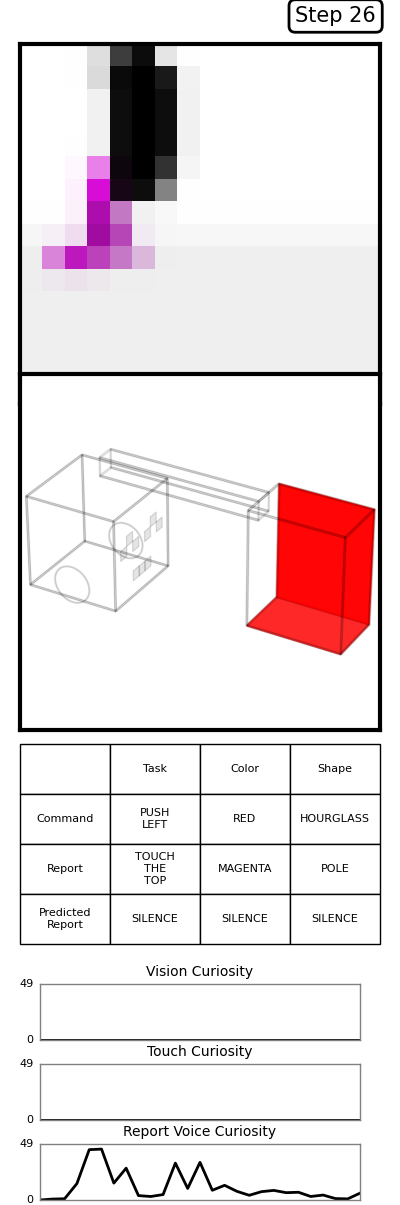 Step 26
Task Color Shape
Command PUSH LEFT RED HOURGLASS
Report TOUCH THE TOP MAGENTA POLE
Predicted Report SILENCE SILENCE SILENCE
Vision Curiosity
49
0
Touch Curiosity
49
0
Report Voice Curiosity
49
0